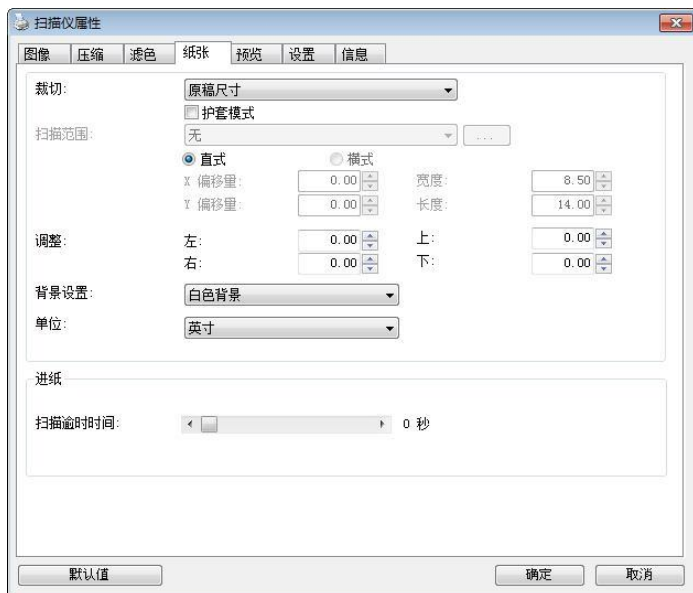 扫描仪属性
图像 压缩 滤色 纸张 预览 设置 信息
裁切: 原稿尺寸
护套模式
扫描范围: 无 ...
直式 横式
X 偏移量: 0.00 宽度: 8.50
Y 偏移量: 0.00 长度: 14.00
调整: 左: 0.00 上: 0.00
右: 0.00 下: 0.00
背景设置: 白色背景
单位: 英寸
进纸
扫描逾时时间: 0 秒
默认值 确定 取消